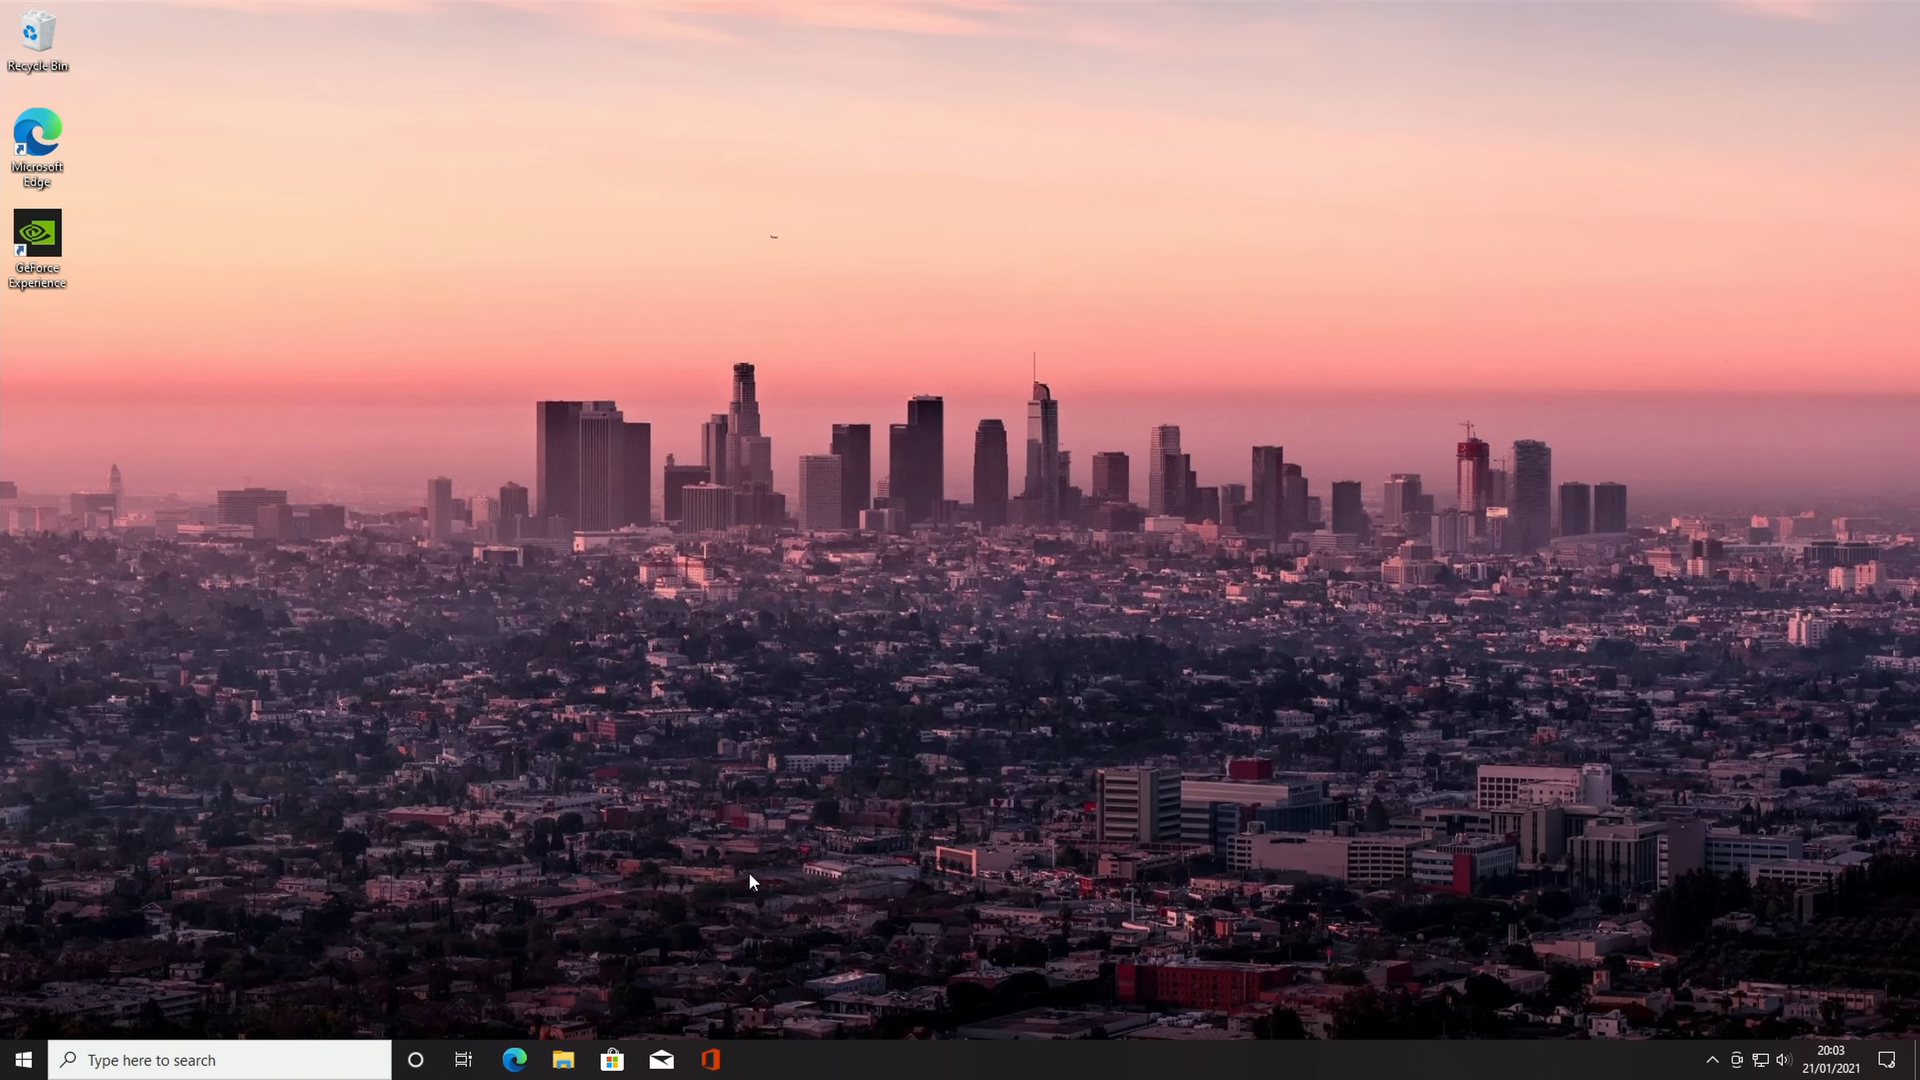 Recycle Bin
Microsoft
Edge
GeForce
Experience
Type here to search
20:03
21/01/2021